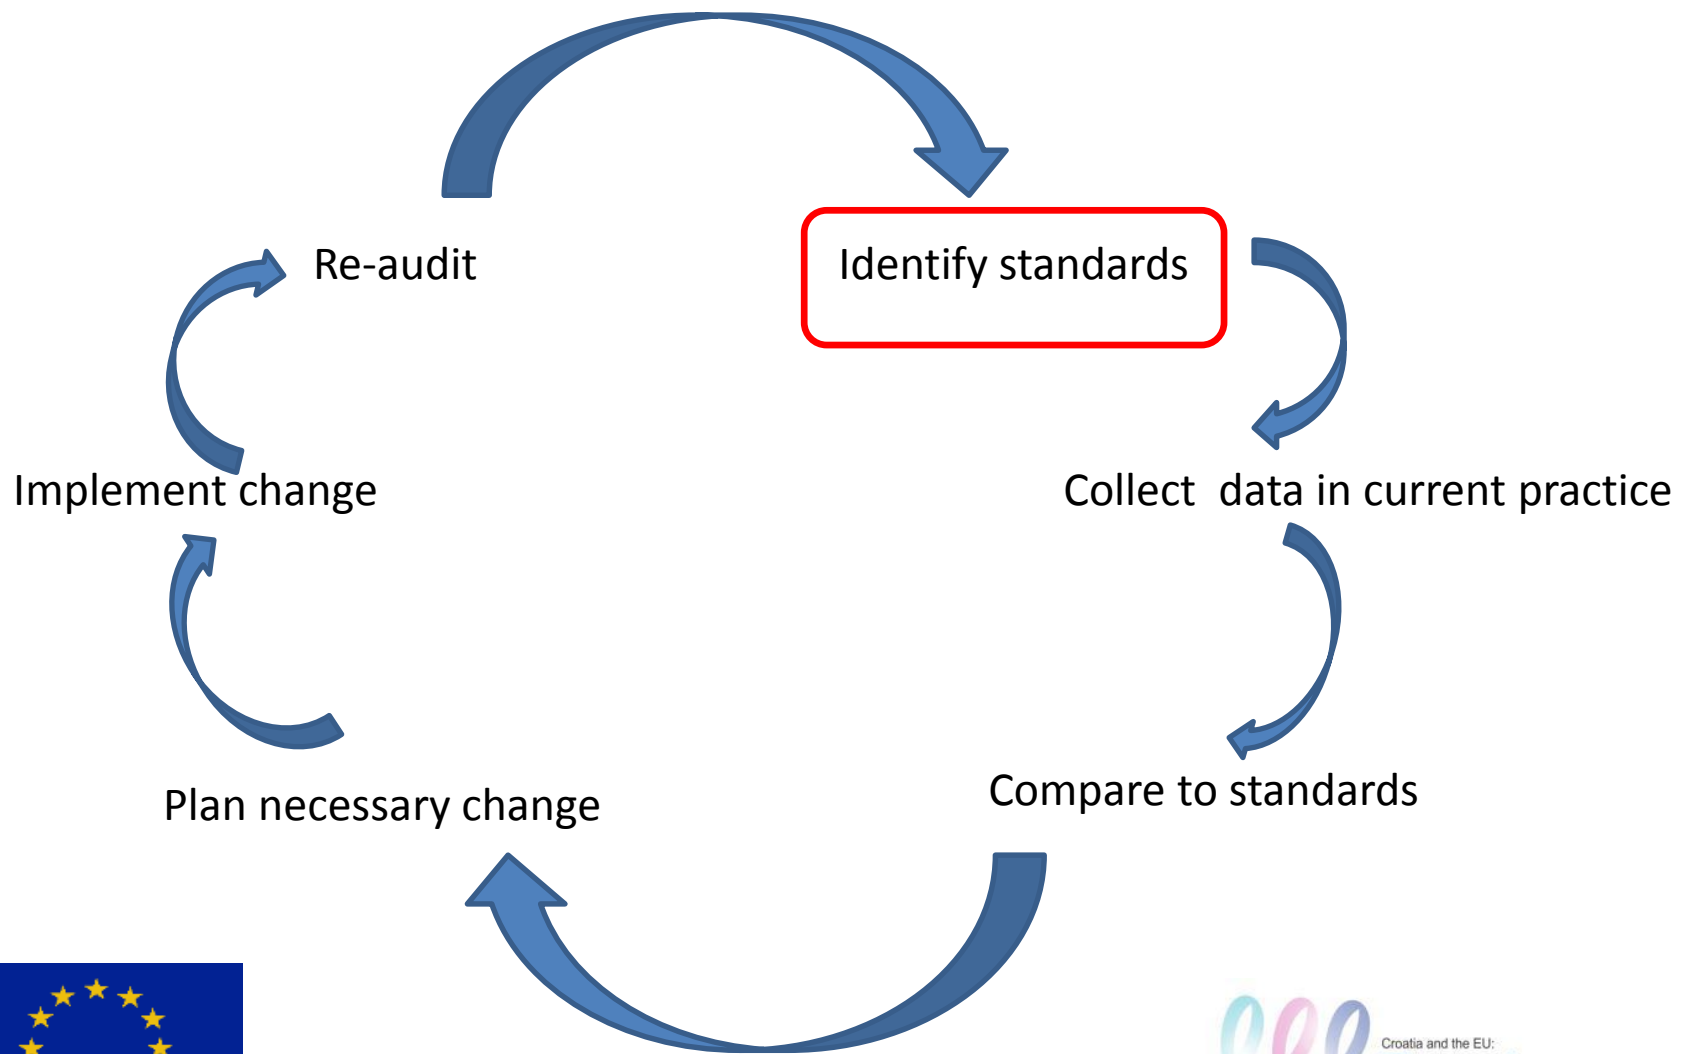 Re-audit
Identify standards
Implement change
Collect  data in current practice
Plan necessary change
Compare to standards
Croatia and the EU: